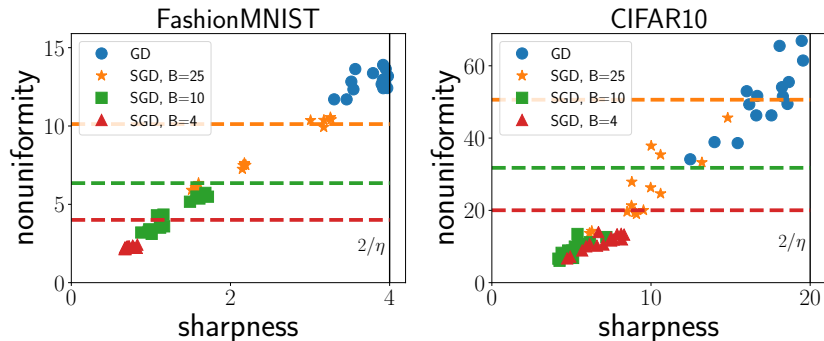 FashionMNIST
nonuniformity
15
10
5
0
GD
SGD, B=25
SGD, B=10
SGD, B=4
2/η
0
2
4
sharpness
CIFAR10
nonuniformity
60
40
20
0
GD
SGD, B=25
SGD, B=10
SGD, B=4
2/η
0
10
20
sharpness